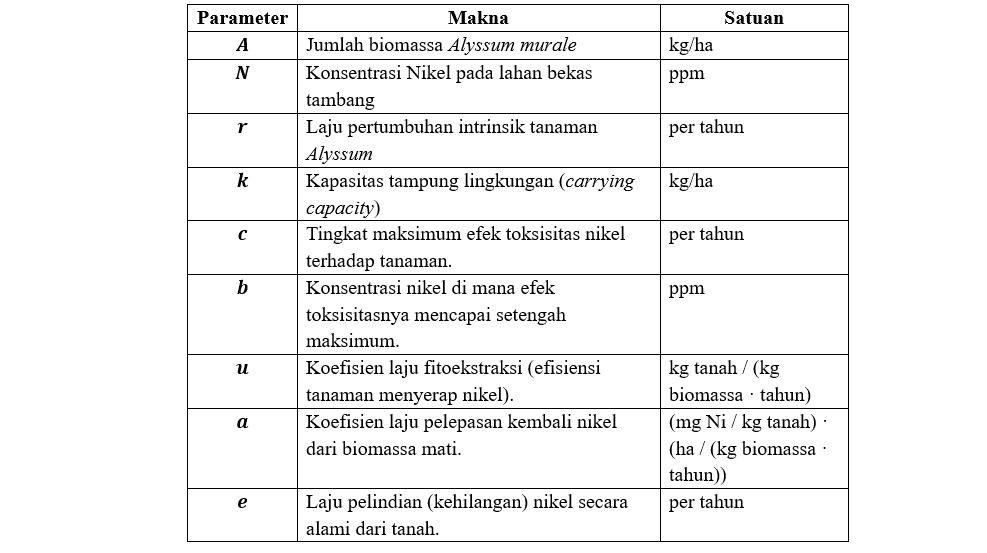 Parameter Makna Satuan
A Jumlah biomassa Alyssum murale kg/ha
N Konsentrasi Nikel pada lahan bekas ppm
tambang
r Laju pertumbuhan intrinsik tanaman per tahun
Alyssum
k Kapasitas tampung lingkungan (carrying kg/ha
capacity)
c Tingkat maksimum efek toksisitas nikel per tahun
terhadap tanaman.
b Konsentrasi nikel di mana efek ppm
toksisitasnya mencapai setengah
maksimum.
u Koefisien laju fitoekstraksi (efisiensi kg tanah / (kg
tanaman menyerap nikel). biomassa · tahun)
a Koefisien laju pelepasan kembali nikel (mg Ni / kg tanah) ·
dari biomassa mati. (ha / (kg biomassa ·
tahun))
e Laju pelindian (kehilangan) nikel secara per tahun
alami dari tanah.